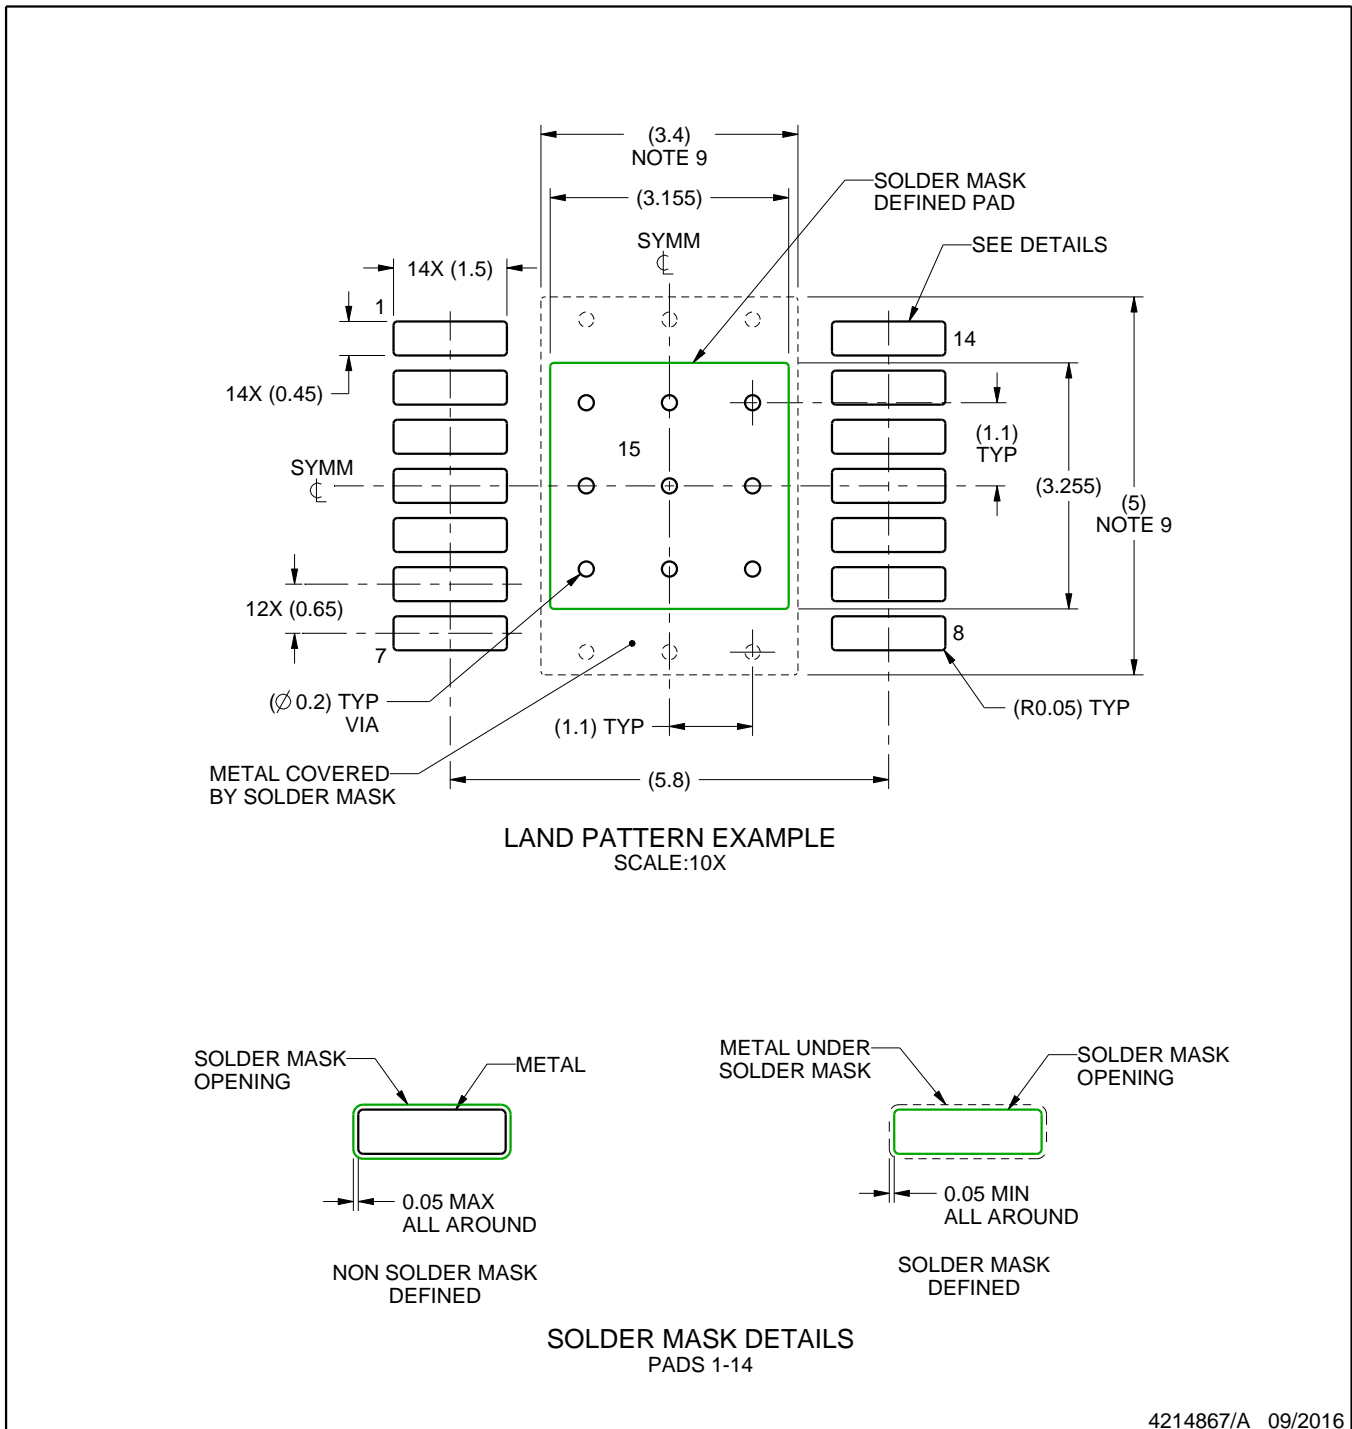 (3.4)
NOTE 9
(3.155)
SOLDER MASK
DEFINED PAD
SYMM
℄
SEE DETAILS
14X (1.5)
1
14
14X (0.45)
(1.1)
TYP
15
SYMM
℄
(3.255)
(5)
NOTE 9
12X (0.65)
8
7
(∅ 0.2) TYP
VIA
(R0.05) TYP
(1.1) TYP
METAL COVERED
BY SOLDER MASK
(5.8)
LAND PATTERN EXAMPLE
SCALE:10X
SOLDER MASK
OPENING
METAL
METAL UNDER
SOLDER MASK
SOLDER MASK
OPENING
0.05 MAX
ALL AROUND
0.05 MIN
ALL AROUND
NON SOLDER MASK
DEFINED
SOLDER MASK
DEFINED
SOLDER MASK DETAILS
PADS 1-14
4214867/A 09/2016